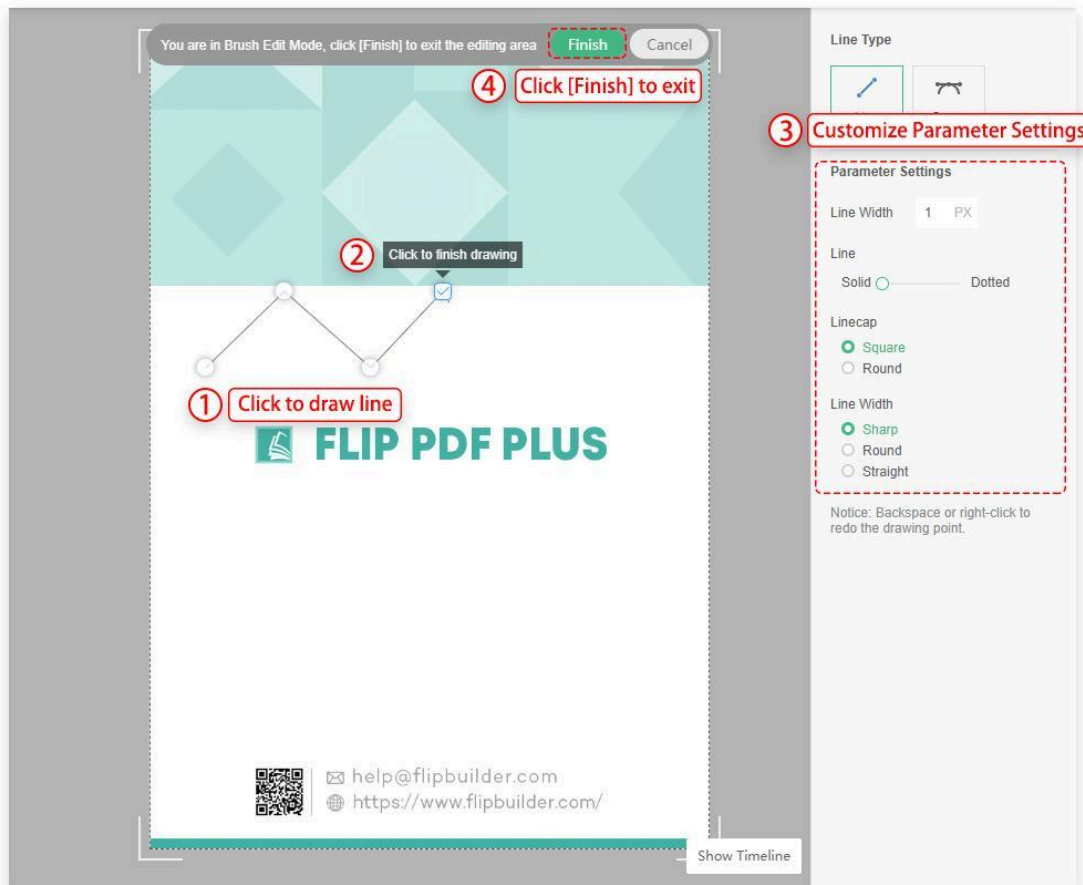 You are in Brush Edit Mode, click [Finish] to exit the editing area
Finish
Cancel
④ Click [Finish] to exit
② Click to finish drawing
① Click to draw line
FLIP PDF PLUS
help@flipbuilder.com
https://www.flipbuilder.com/
Show Timeline
Line Type
③ Customize Parameter Settings
Parameter Settings
Line Width 1 PX
Line
Solid Dotted
Linecap
Square
Round
Line Width
Sharp
Round
Straight
Notice: Backspace or right-click to
redo the drawing point.